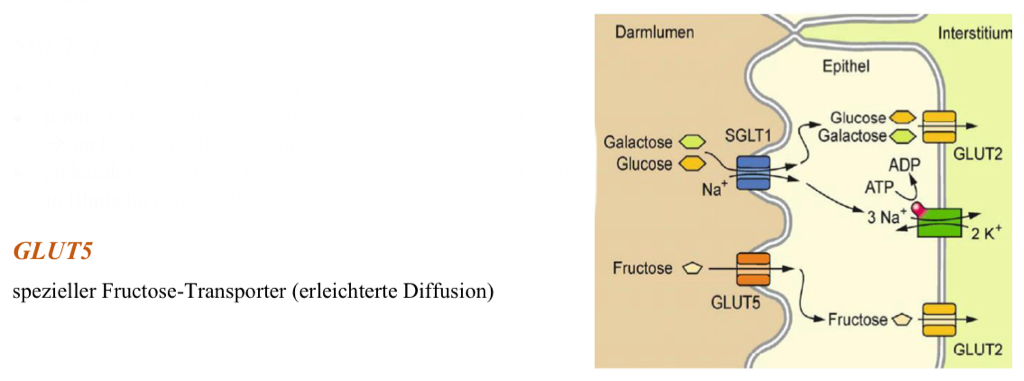 GLUT5
spezieller Fructose-Transporter (erleichterte Diffusion)
Darmlumen
Interstitium
Epithel
Galactose
Glucose
Na+
SGLT1
Glucose
Galactose
GLUT2
ADP
ATP
3 Na+
2 K+
Fructose
GLUT5
Fructose
GLUT2